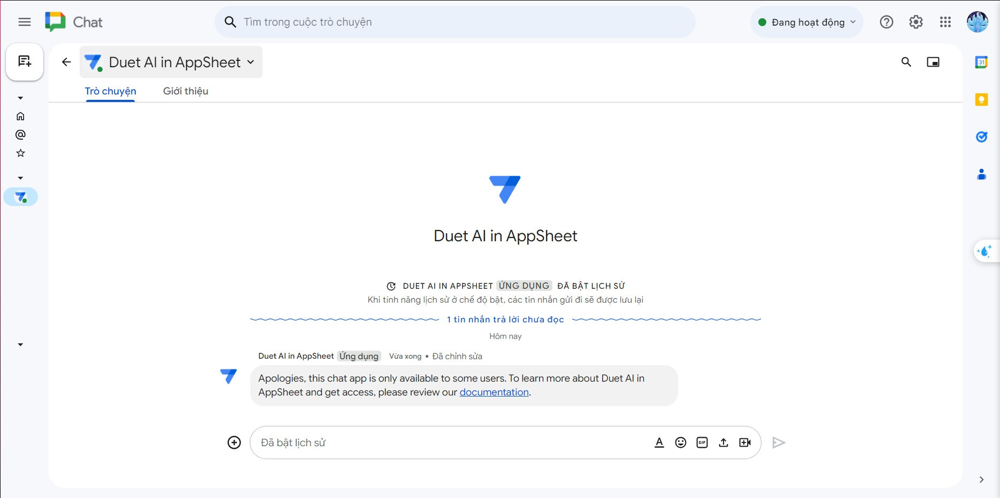 Chat
Tìm trong cuộc trò chuyện
Đang hoạt động
Duet AI in AppSheet
Trò chuyện
Giới thiệu
31
Duet AI in AppSheet
DUET AI IN APPSHEET ỨNG DỤNG ĐÃ BẬT LỊCH SỬ
Khi tính năng lịch sử ở chế độ bật, các tin nhắn gửi đi sẽ được lưu lại
1 tin nhắn trả lời chưa đọc
Hôm nay
Duet AI in AppSheet Ứng dụng Vừa xong • Đã chỉnh sửa
Apologies, this chat app is only available to some users. To learn more about Duet AI in
AppSheet and get access, please review our documentation.
Đã bật lịch sử
GIF